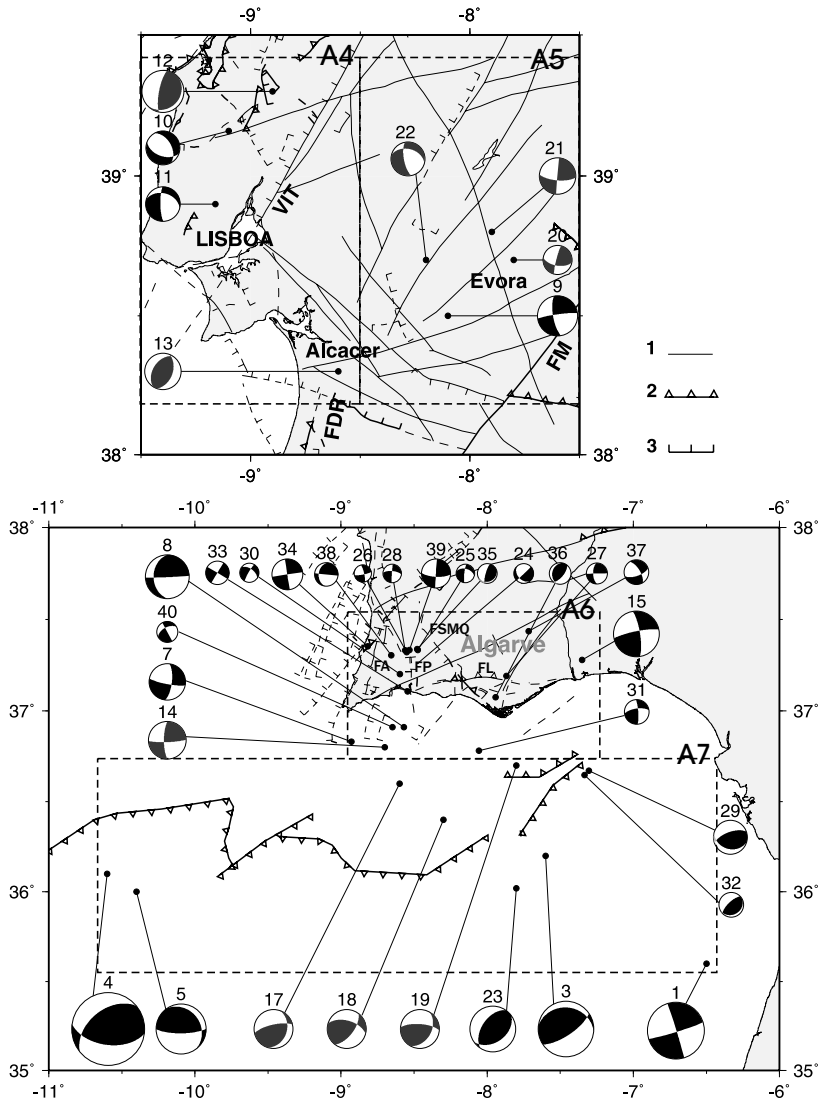 -9° -8°
A4 A5
12
10
22
21
11
39° 39°
VIT
LISBOA
20
Evora
9
13
Alcacer
FM
FDR
38° 38°
-9° -8°
1
2
3
-11° -10° -9° -8° -7° -6°
38° 38°
8 33 30 34 38 26 28 39 25 35 24 36 27 37
40
A6
15
FSMQ
Algarve
FA FP FL
7
31
37° 37°
14
A7
29
36° 36°
32
4 5 17 18 19 23 3 1
35° 35°
-11° -10° -9° -8° -7° -6°